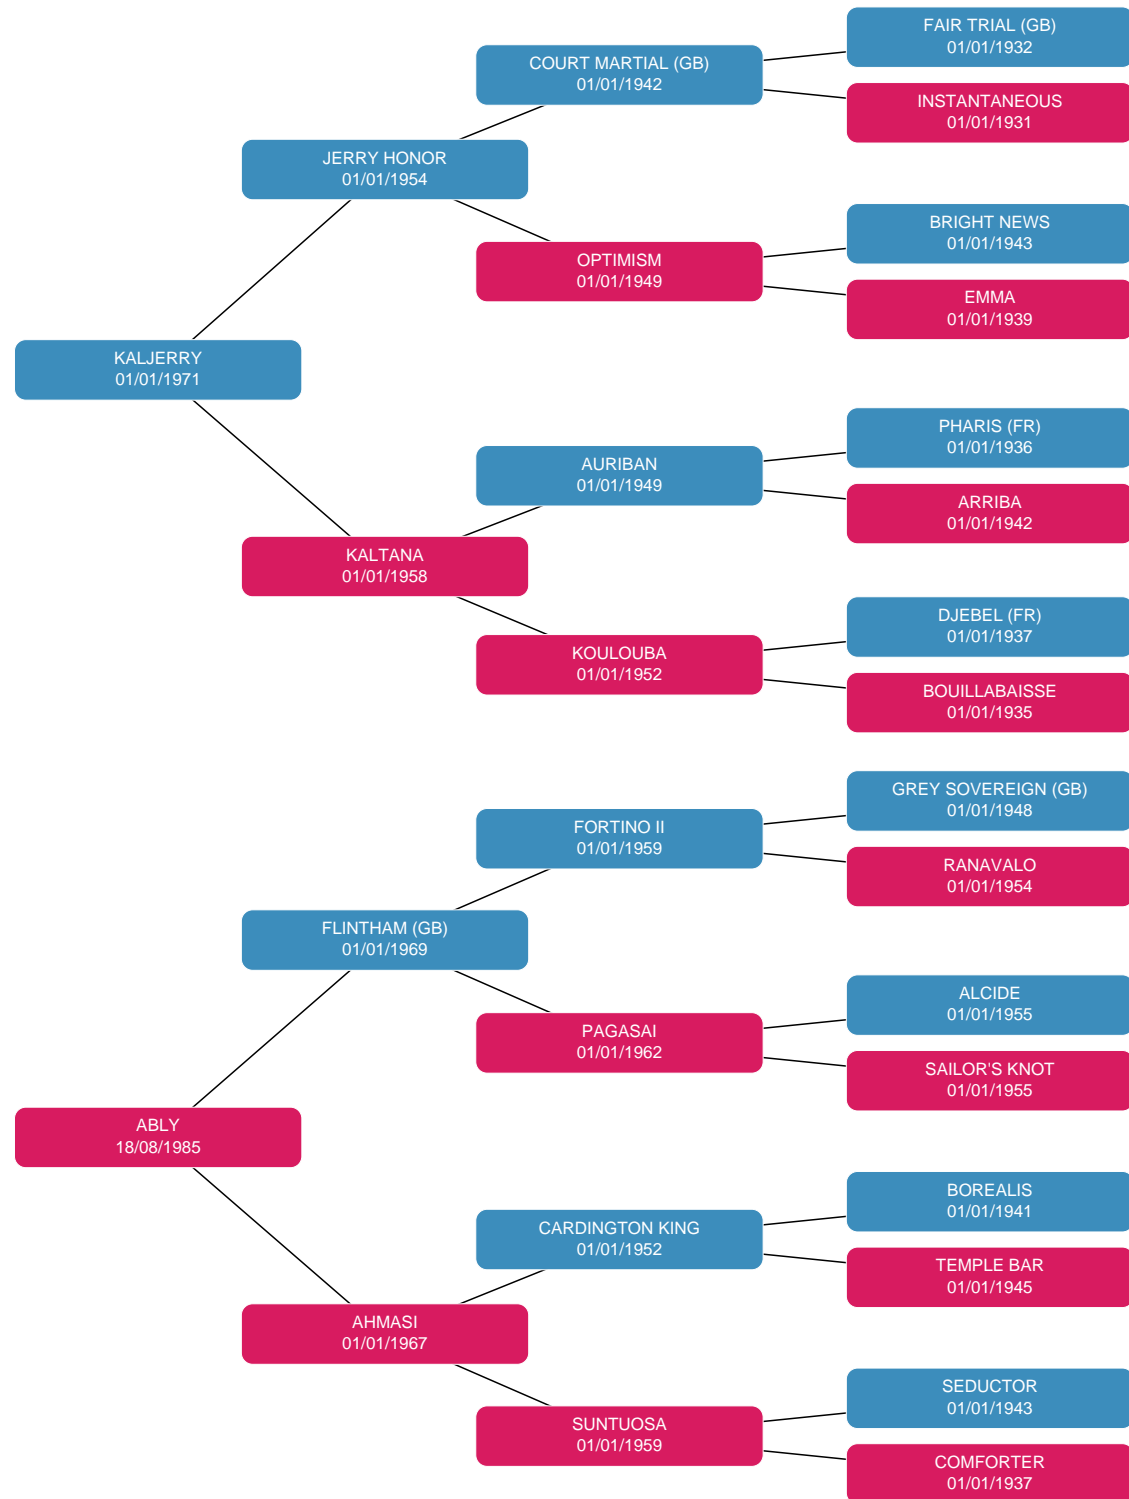 FAIR TRIAL (GB)
01/01/1932
COURT MARTIAL (GB)
01/01/1942
INSTANTANEOUS
01/01/1931
JERRY HONOR
01/01/1954
BRIGHT NEWS
01/01/1943
OPTIMISM
01/01/1949
EMMA
01/01/1939
KALJERRY
01/01/1971
PHARIS (FR)
01/01/1936
AURIBAN
01/01/1949
ARRIBA
01/01/1942
KALTANA
01/01/1958
DJEBEL (FR)
01/01/1937
KOULOUBA
01/01/1952
BOUILLABAISSE
01/01/1935
GREY SOVEREIGN (GB)
01/01/1948
FORTINO II
01/01/1959
RANAVALO
01/01/1954
FLINTHAM (GB)
01/01/1969
ALCIDE
01/01/1955
PAGASAI
01/01/1962
SAILOR'S KNOT
01/01/1955
ABLY
18/08/1985
BOREALIS
01/01/1941
CARDINGTON KING
01/01/1952
TEMPLE BAR
01/01/1945
AHMASI
01/01/1967
SEDUCTOR
01/01/1943
SUNTUOSA
01/01/1959
COMFORTER
01/01/1937